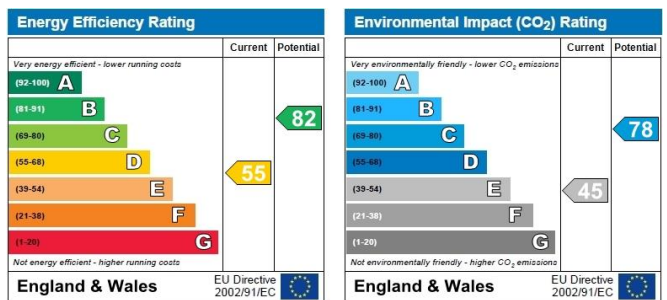 Energy Efficiency Rating
Current Potential
Very energy efficient - lower running costs
(92-100) A
(81-91) B
82
(69-80) C
(55-68) D
55
(39-54) E
(21-38) F
(1-20) G
Not energy efficient - higher running costs
England & Wales
EU Directive
2002/91/EC
Environmental Impact (CO2) Rating
Current Potential
Very environmentally friendly - lower CO2 emissions
(92-100) A
(81-91) B
(69-80) C
78
(55-68) D
(39-54) E
45
(21-38) F
(1-20) G
Not environmentally friendly - higher CO2 emissions
England & Wales
EU Directive
2002/91/EC